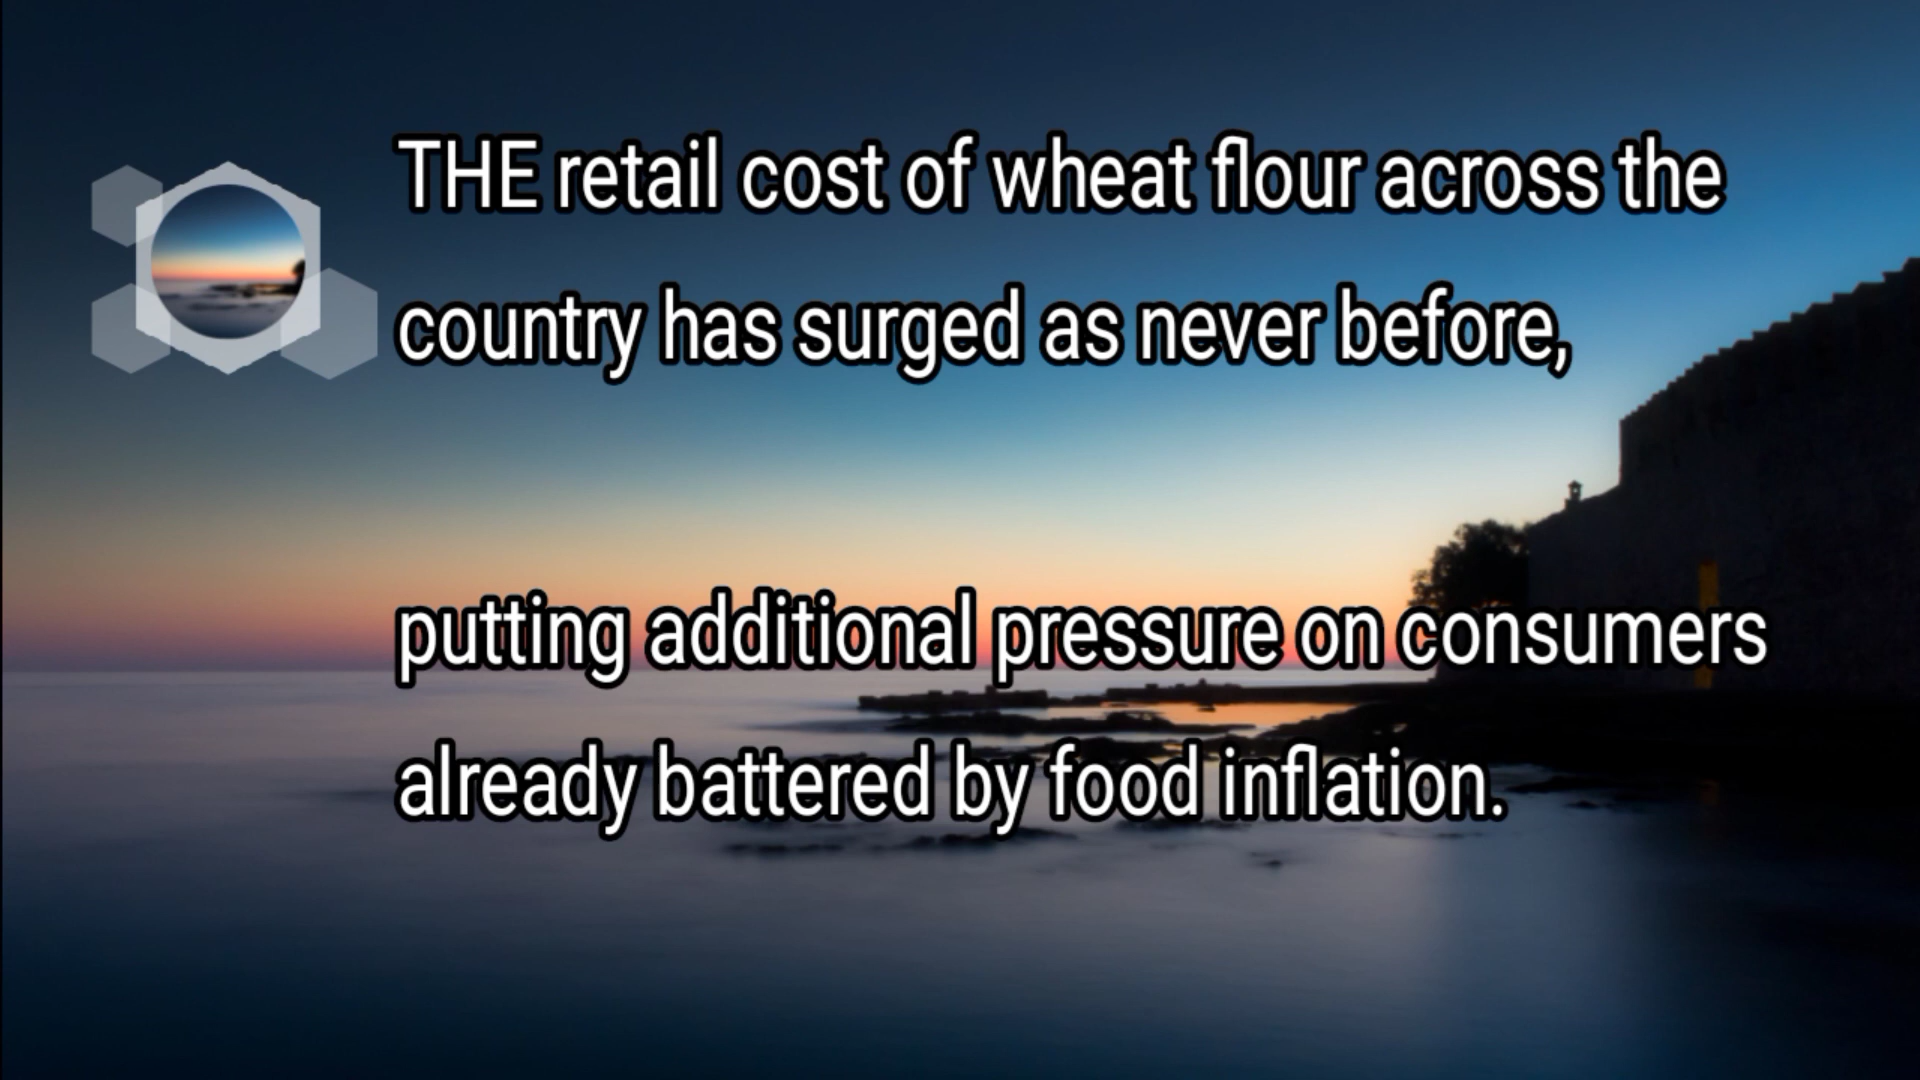 THE retail cost of wheat flour across the
country has surged as never before,
putting additional pressure on consumers
already battered by food inflation.